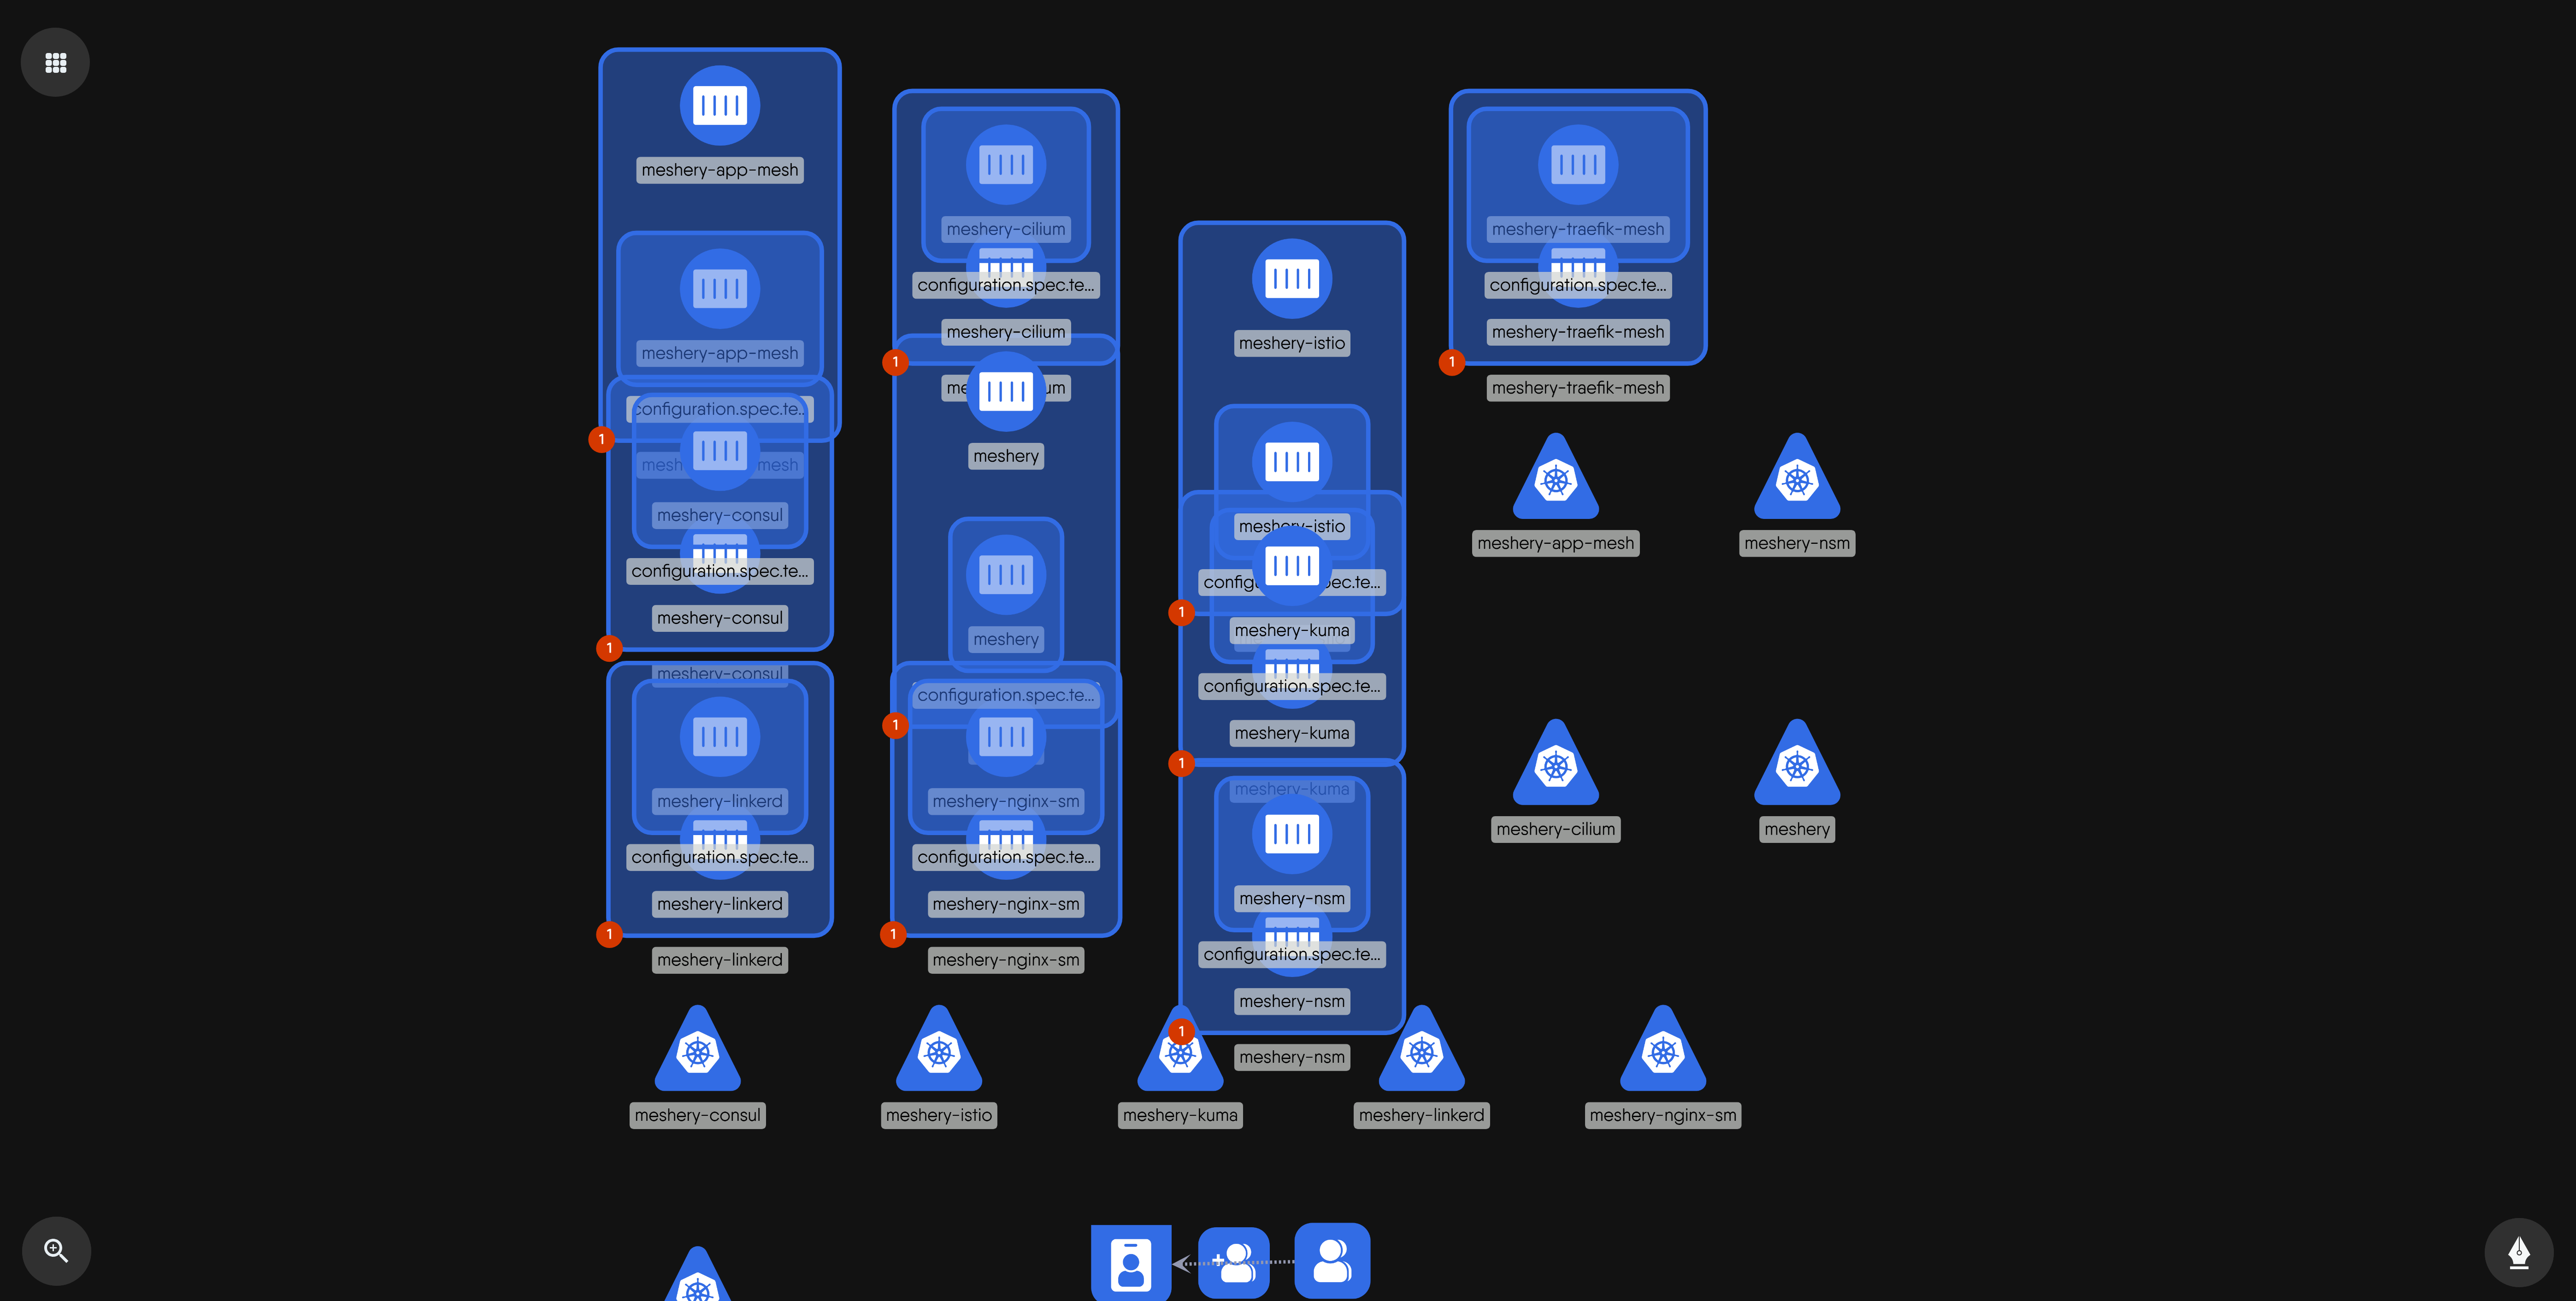 meshery-app-mesh
meshery-app-mesh
configuration.spec.te...
mesh mesh
meshery-consul
configuration.spec.te...
meshery-consul
1
1
meshery-consul
meshery-linkerd
configuration.spec.te...
meshery-linkerd
1
meshery-linkerd
meshery-cilium
configuration.spec.te...
meshery-cilium
1
me um
meshery
meshery
configuration.spec.te...
1
meshery-nginx-sm
configuration.spec.te...
meshery-nginx-sm
1
meshery-nginx-sm
meshery-istio
meshery-istio
configu pec.te...
1
meshery-kuma
configuration.spec.te...
meshery-kuma
1
meshery-kuma
meshery-nsm
configuration.spec.te...
meshery-nsm
1
meshery-nsm
meshery-traefik-mesh
configuration.spec.te...
meshery-traefik-mesh
1
meshery-traefik-mesh
meshery-app-mesh
meshery-nsm
meshery-cilium
meshery
meshery-consul
meshery-istio
meshery-kuma
meshery-linkerd
meshery-nginx-sm